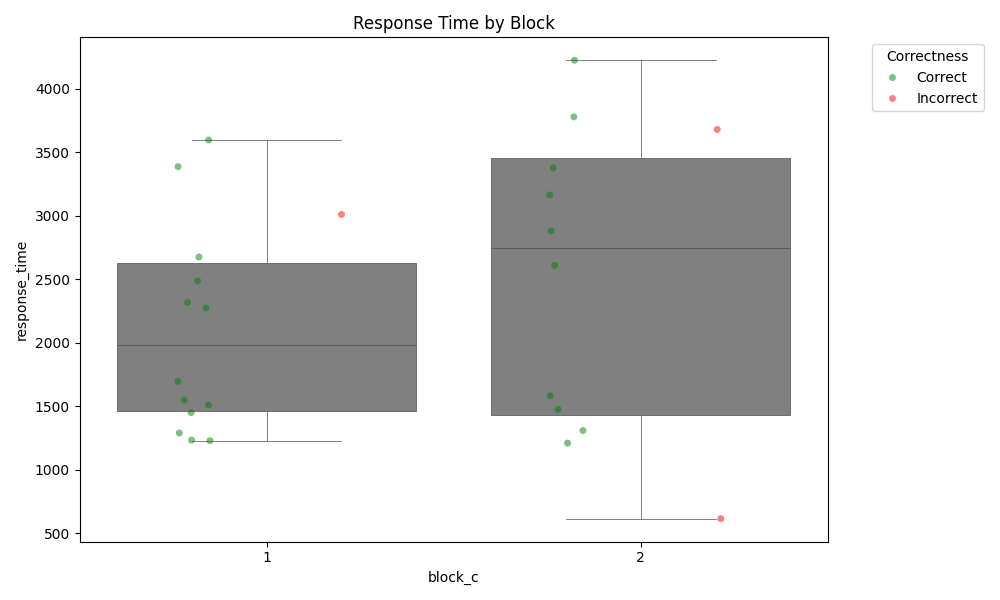 Response Time by Block
Correctness
Correct
Incorrect
response_time
4000
3500
3000
2500
2000
1500
1000
500
1
2
block_c